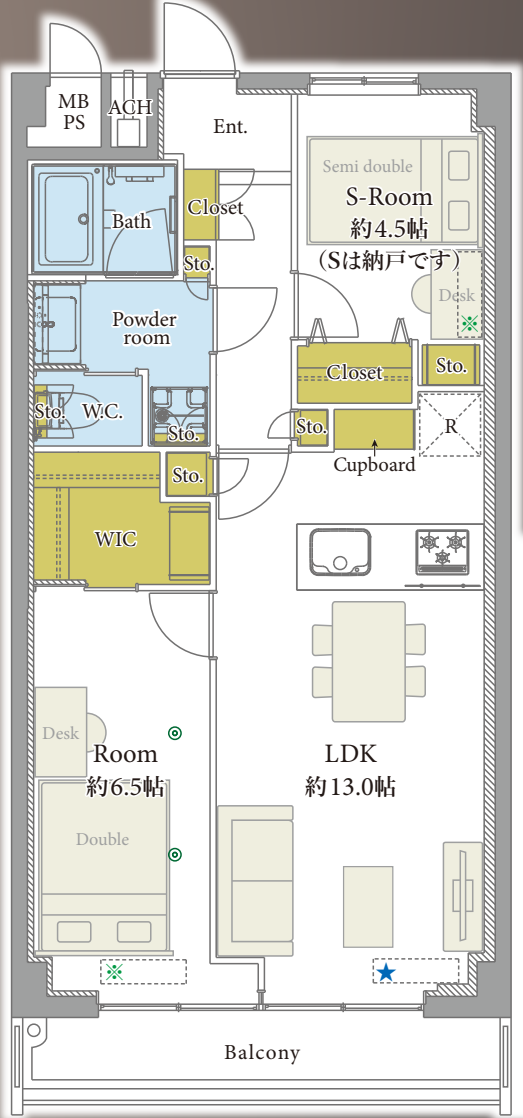 MB
PS
ACH
Ent.
Semi double
S-Room
約4.5帖
(Sは納戸です)
Desk
※
Bath
Closet
Sto.
Powder
room
Closet
Sto.
Sto.
W.C.
Sto.
Sto.
Cupboard
R
Sto.
WIC
Desk
Room
約6.5帖
LDK
約13.0帖
Double
※
★
Balcony